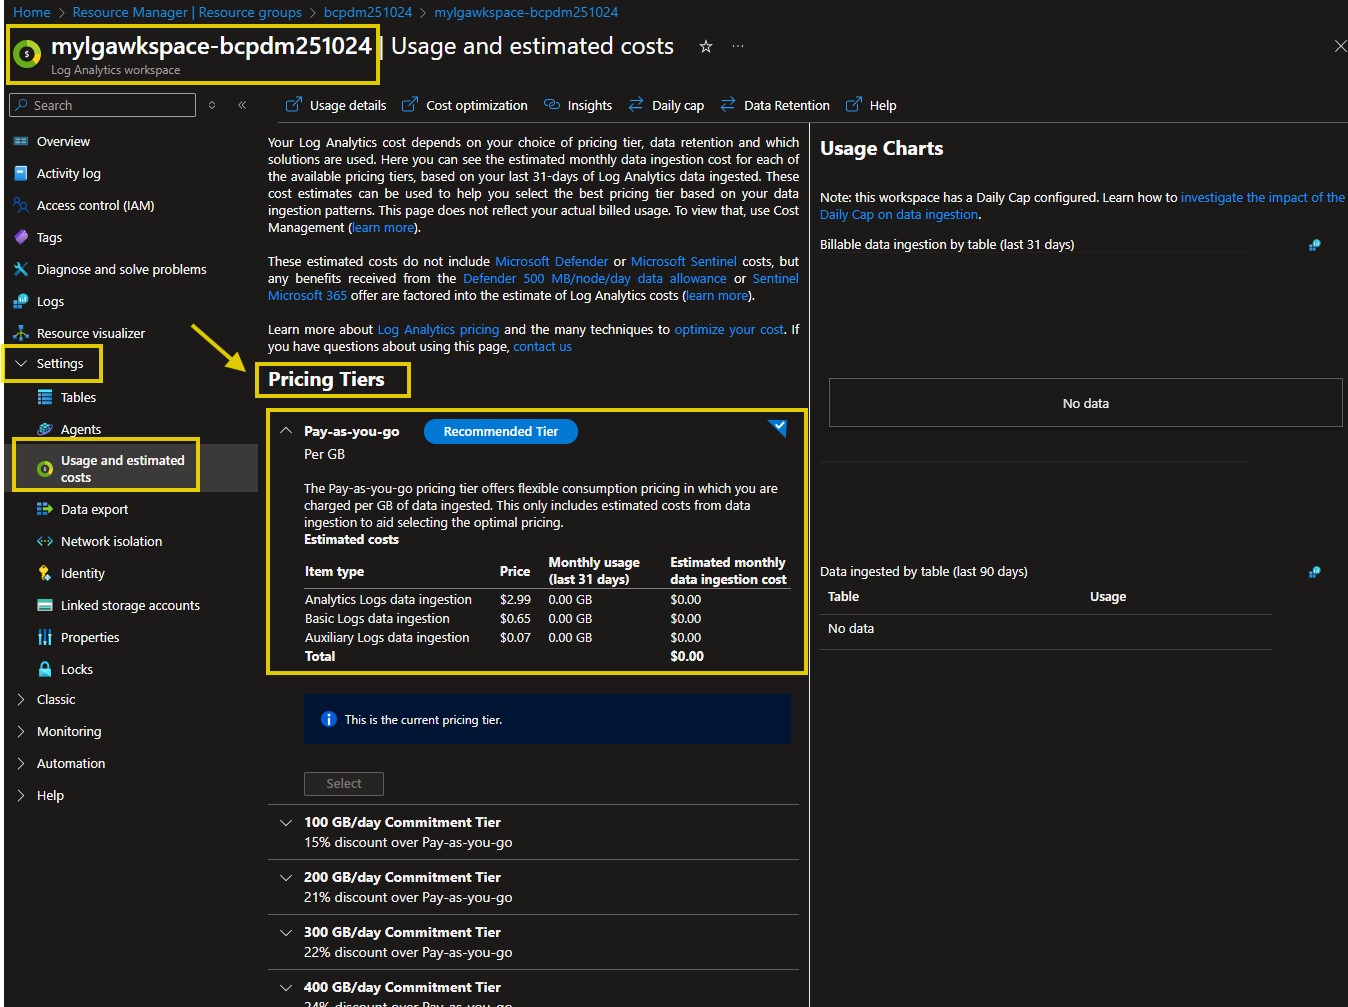 Home > Resource Manager | Resource groups > bcpdm251024 > mylgawkspace-bcpdm251024
mylgawkspace-bcpdm251024 | Usage and estimated costs
Log Analytics workspace
Search
Usage details
Cost optimization
Insights
Daily cap
Data Retention
Help
Overview
Activity log
Access control (IAM)
Tags
Diagnose and solve problems
Logs
Resource visualizer
Settings
Tables
Agents
Usage and estimated
costs
Data export
Network isolation
Identity
Linked storage accounts
Properties
Locks
Classic
Monitoring
Automation
Help
Your Log Analytics cost depends on your choice of pricing tier, data retention and which
solutions are used. Here you can see the estimated monthly data ingestion cost for each of
the available pricing tiers, based on your last 31-days of Log Analytics data ingested. These
cost estimates can be used to help you select the best pricing tier based on your data
ingestion patterns. This page does not reflect your actual billed usage. To view that, use Cost
Management (learn more).
These estimated costs do not include Microsoft Defender or Microsoft Sentinel costs, but
any benefits received from the Defender 500 MB/node/day data allowance or Sentinel
Microsoft 365 offer are factored into the estimate of Log Analytics costs (learn more).
Learn more about Log Analytics pricing and the many techniques to optimize your cost. If
you have questions about using this page, contact us
Pricing Tiers
Pay-as-you-go
Recommended Tier
Per GB
The Pay-as-you-go pricing tier offers flexible consumption pricing in which you are
charged per GB of data ingested. This only includes estimated costs from data
ingestion to aid selecting the optimal pricing.
Estimated costs
Item type Price Monthly usage (last 31 days) Estimated monthly data ingestion cost
Analytics Logs data ingestion $2.99 0.00 GB $0.00
Basic Logs data ingestion $0.65 0.00 GB $0.00
Auxiliary Logs data ingestion $0.07 0.00 GB $0.00
Total $0.00
This is the current pricing tier.
Select
100 GB/day Commitment Tier
15% discount over Pay-as-you-go
200 GB/day Commitment Tier
21% discount over Pay-as-you-go
300 GB/day Commitment Tier
22% discount over Pay-as-you-go
400 GB/day Commitment Tier
24% discount over Pay-as-you-go
Usage Charts
Note: this workspace has a Daily Cap configured. Learn how to investigate the impact of the
Daily Cap on data ingestion.
Billable data ingestion by table (last 31 days)
No data
Data ingested by table (last 90 days)
Table Usage
No data